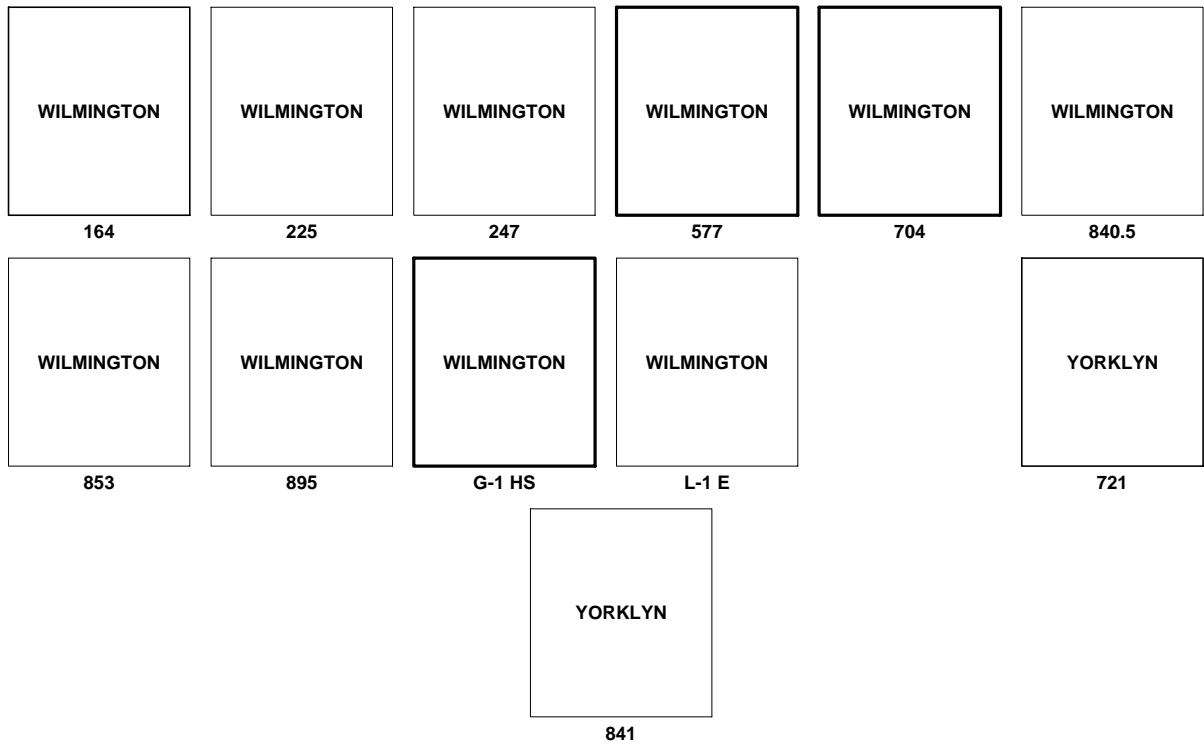 WILMINGTON WILMINGTON WILMINGTON WILMINGTON WILMINGTON WILMINGTON
164 225 247 577 704 840.5
WILMINGTON WILMINGTON WILMINGTON WILMINGTON YORKLYN
853 895 G-1 HS L-1 E 721
YORKLYN
841